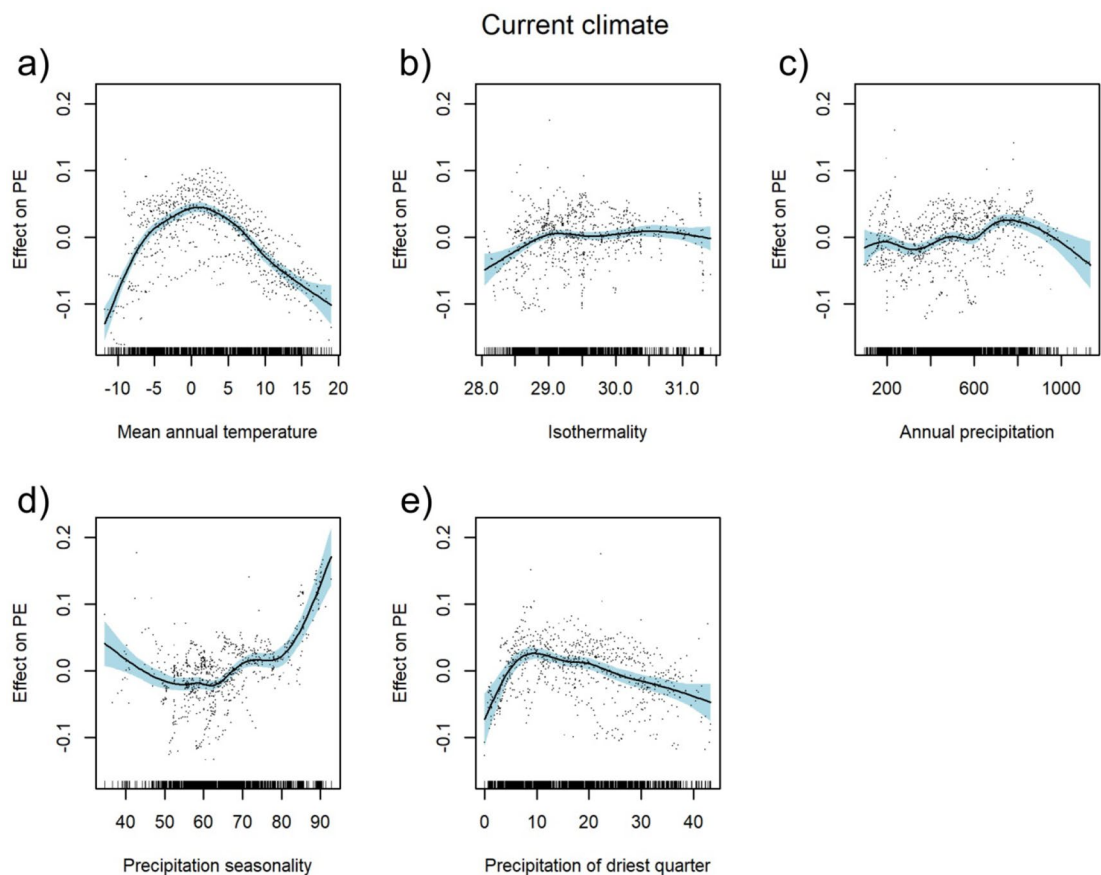 Current climate
a)
b)
c)
Effect on PE
0.2
0.1
0.0
-0.1
-10 -5 0 5 10 15 20
Mean annual temperature
Effect on PE
0.2
0.1
0.0
-0.1
28.0 29.0 30.0 31.0
Isothermality
Effect on PE
0.2
0.1
0.0
-0.1
200 600 1000
Annual precipitation
d)
e)
Effect on PE
0.2
0.1
0.0
-0.1
40 50 60 70 80 90
Precipitation seasonality
Effect on PE
0.2
0.1
0.0
-0.1
0 10 20 30 40
Precipitation of driest quarter